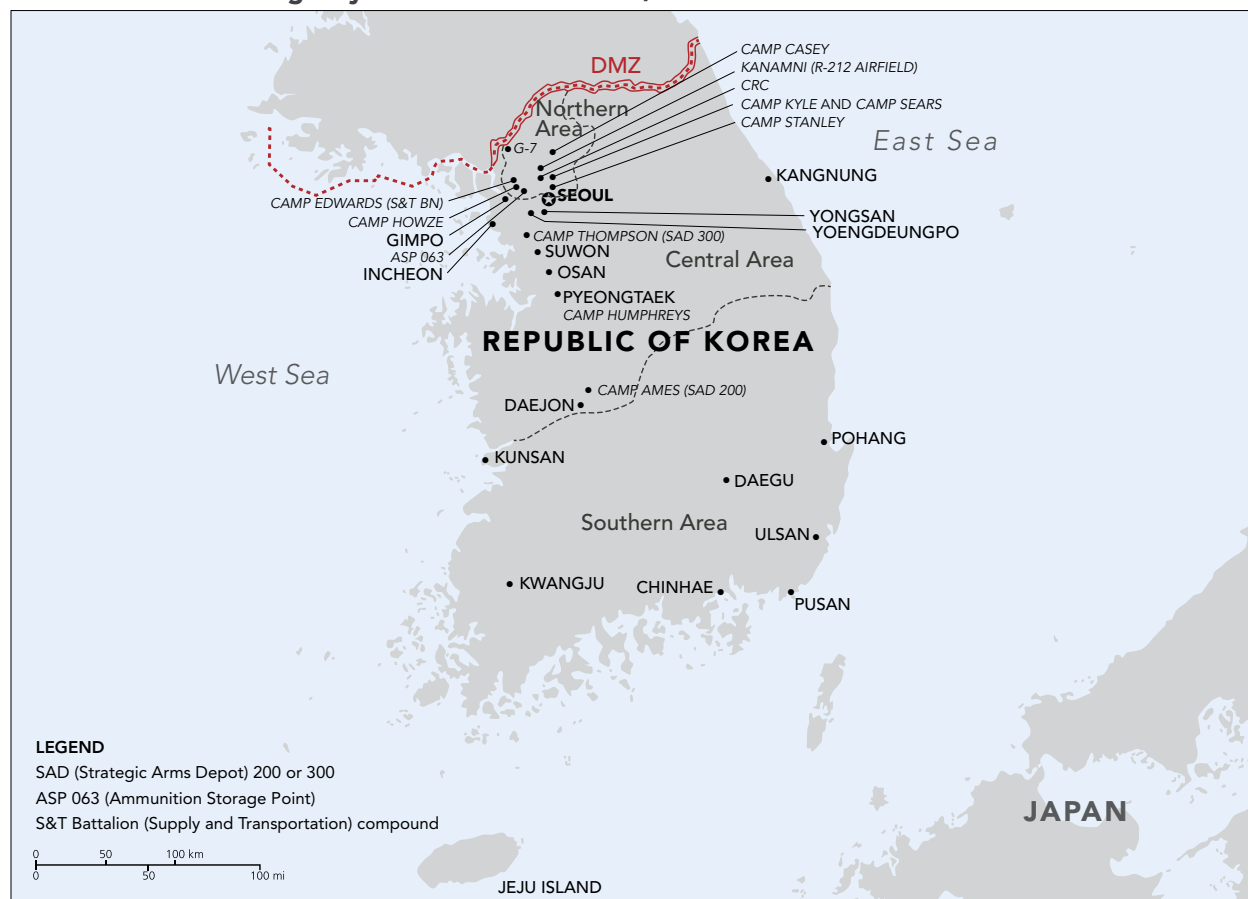 DMZ
Northern
Area
G-7
CAMP CASEY
KANAMNI (R-212 AIRFIELD)
CRC
CAMP KYLE AND CAMP SEARS
CAMP STANLEY
East Sea
KANGNUNG
CAMP EDWARDS (S&T BN)
CAMP HOWZE
GIMPO
ASP 063
INCHEON
SEOUL
YONGSAN
YOENGDEUNGPO
CAMP THOMPSON (SAD 300)
SUWON
Central Area
OSAN
PYEONGTAEK
CAMP HUMPHREYS
REPUBLIC OF KOREA
West Sea
CAMP AMES (SAD 200)
DAEJON
POHANG
KUNSAN
DAEGU
Southern Area
ULSAN
KWANGJU
CHINHAE
PUSAN
LEGEND
SAD (Strategic Arms Depot) 200 or 300
ASP 063 (Ammunition Storage Point)
S&T Battalion (Supply and Transportation) compound
0 50 100 km
0 50 100 mi
JAPAN
JEJU ISLAND